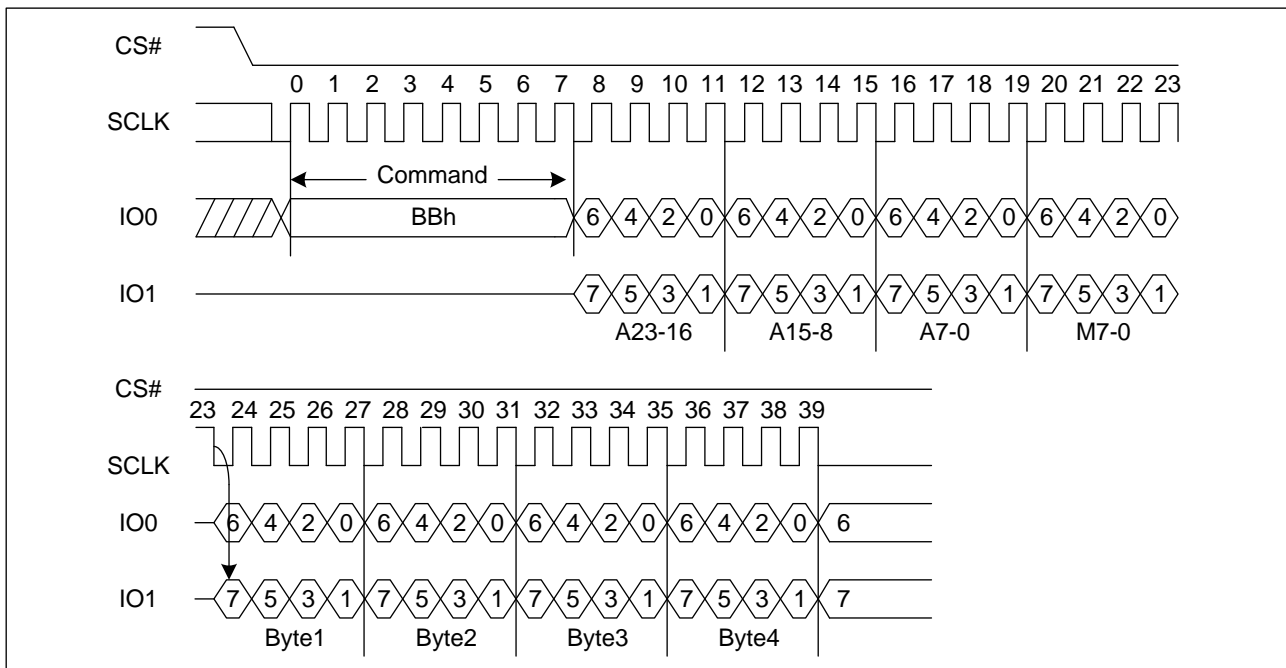 CS#
0 1 2 3 4 5 6 7 8 9 10 11 12 13 14 15 16 17 18 19 20 21 22 23
SCLK
Command
IO0 BBh 6 4 2 0 6 4 2 0 6 4 2 0 6 4 2 0
IO1 7 5 3 1 7 5 3 1 7 5 3 1 7 5 3 1
A23-16 A15-8 A7-0 M7-0
CS#
23 24 25 26 27 28 29 30 31 32 33 34 35 36 37 38 39
SCLK
IO0 6 4 2 0 6 4 2 0 6 4 2 0 6 4 2 0 6
IO1 7 5 3 1 7 5 3 1 7 5 3 1 7 5 3 1 7
Byte1 Byte2 Byte3 Byte4